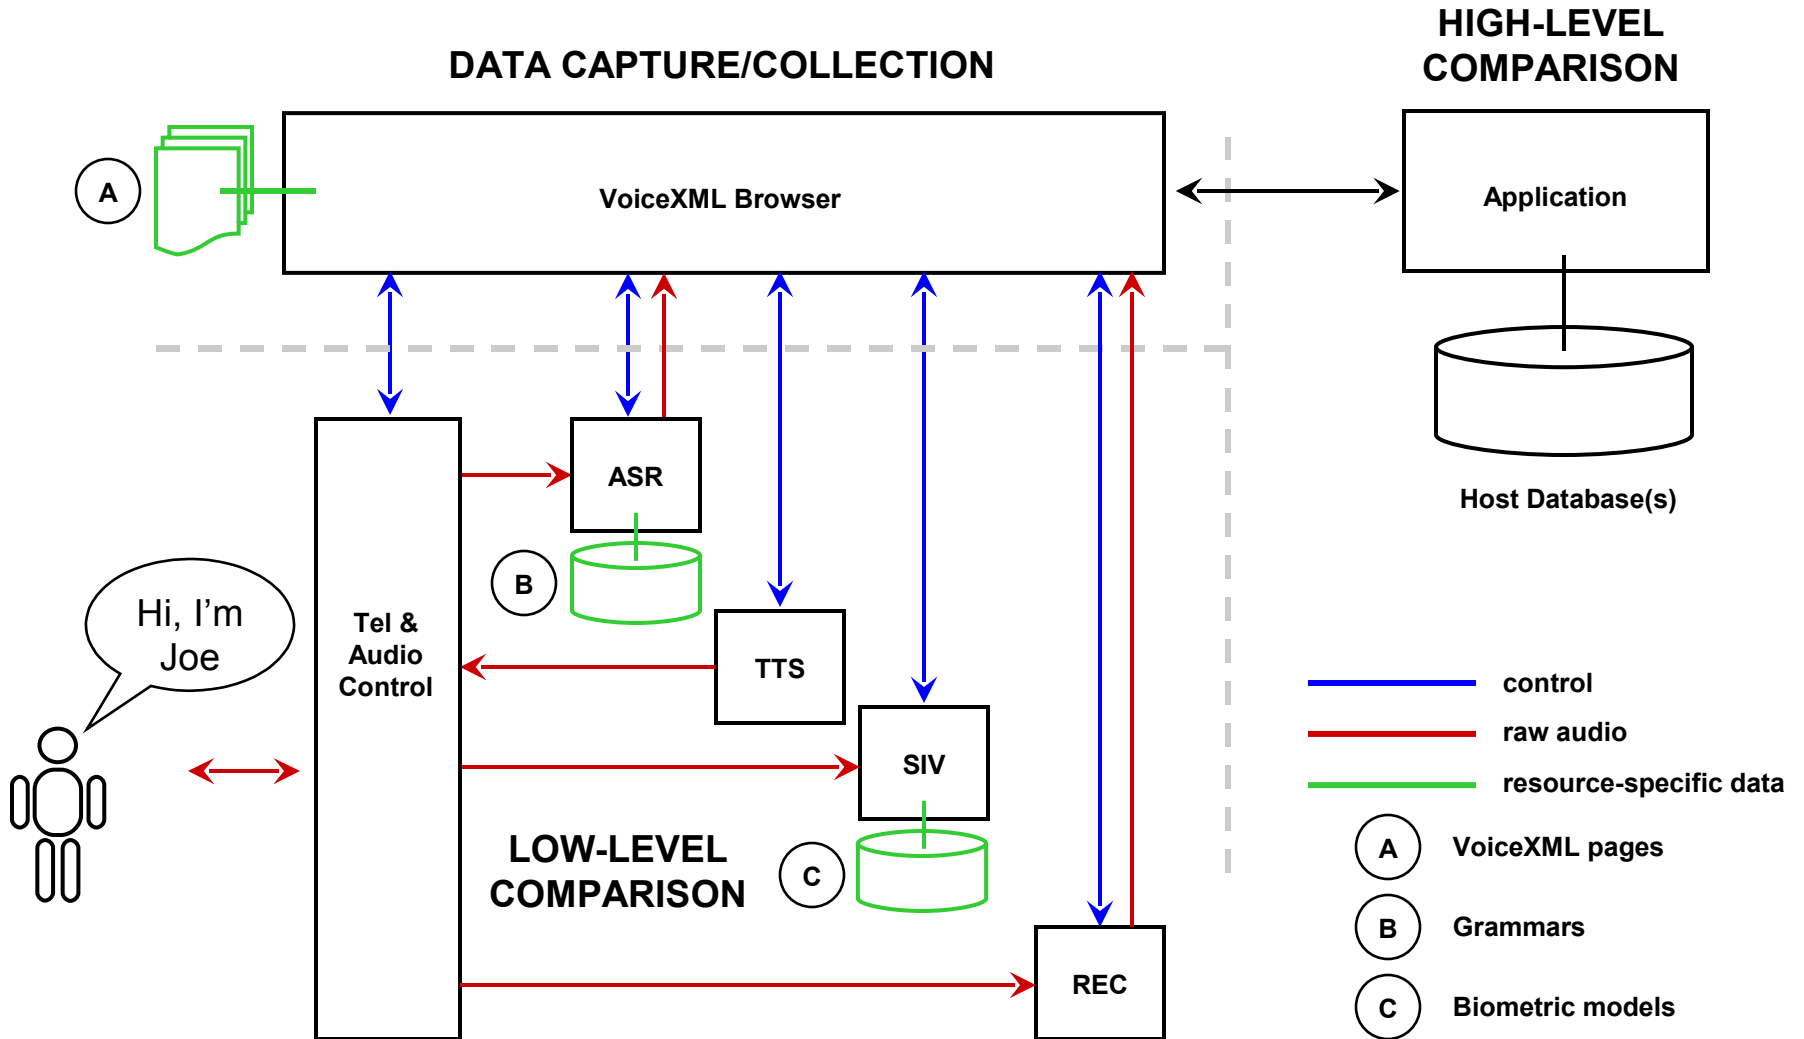 HIGH-LEVEL
COMPARISON
DATA CAPTURE/COLLECTION
A
VoiceXML Browser
Application
ASR
Host Database(s)
B
Hi, I'm
Joe
Tel &
Audio
Control
TTS
SIV
LOW-LEVEL
COMPARISON
C
REC
control
raw audio
resource-specific data
A VoiceXML pages
B Grammars
C Biometric models